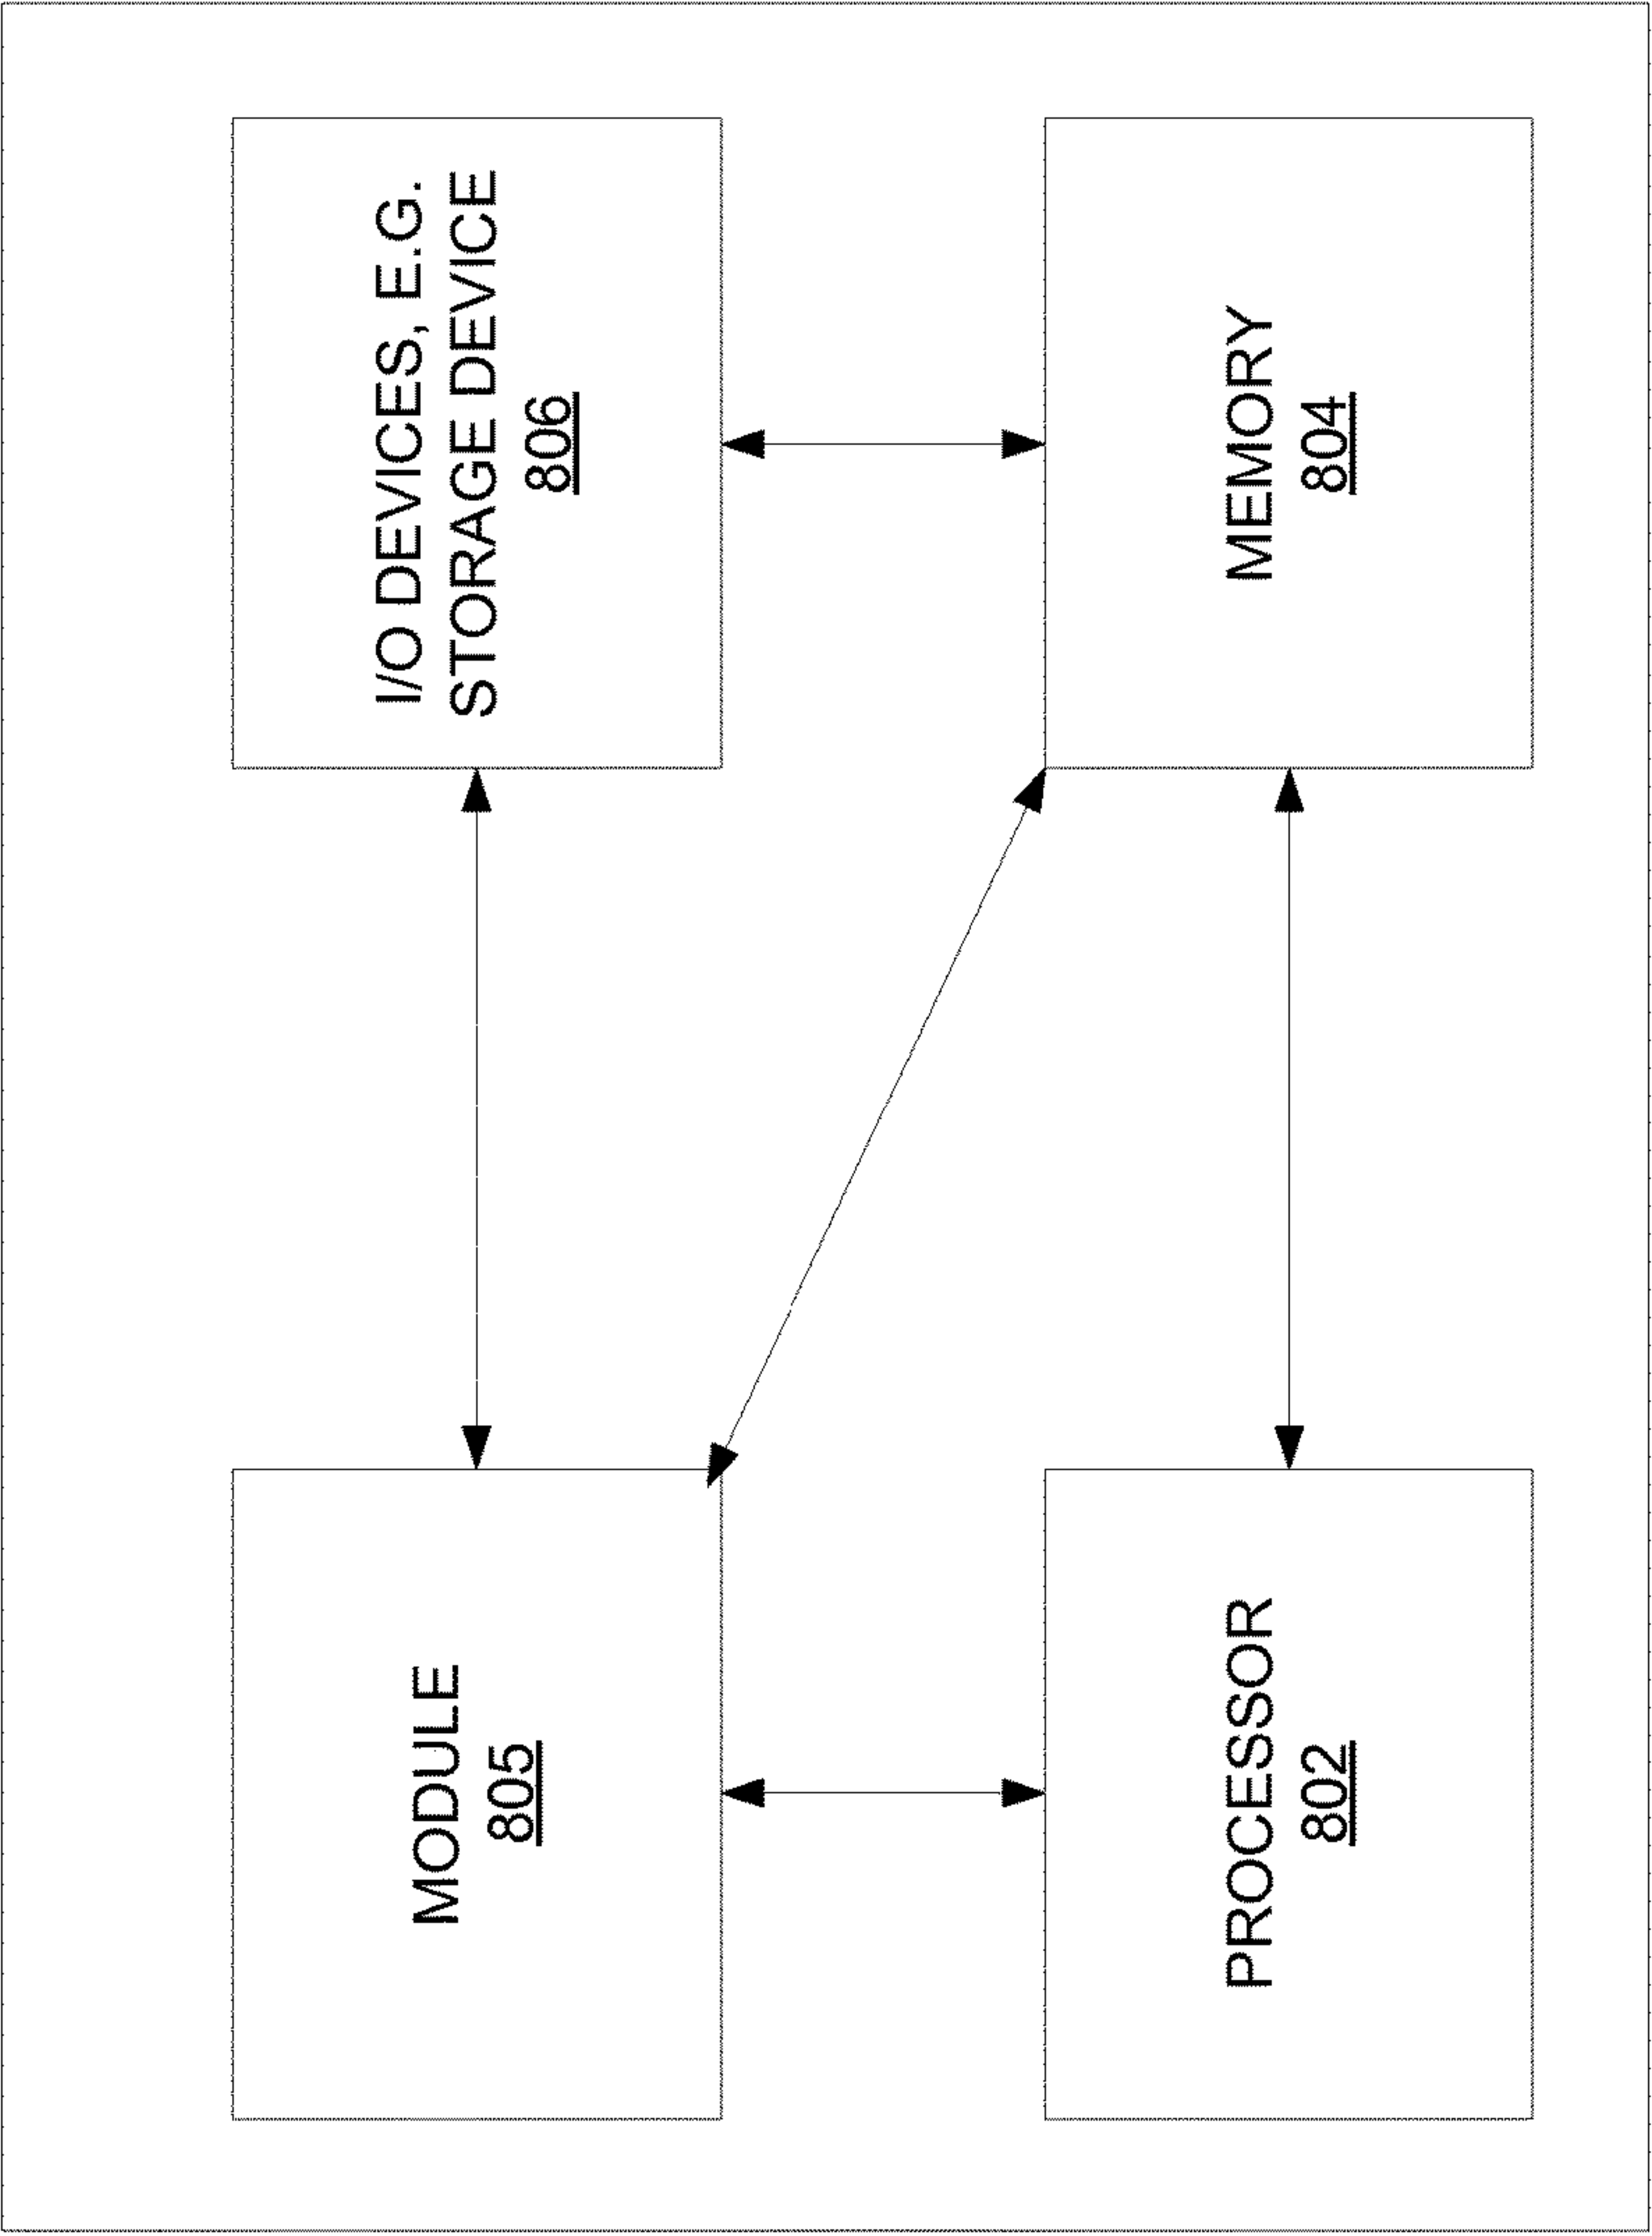 MODULE
805
I/O DEVICES, E.G.
STORAGE DEVICE
806
PROCESSOR
802
MEMORY
804